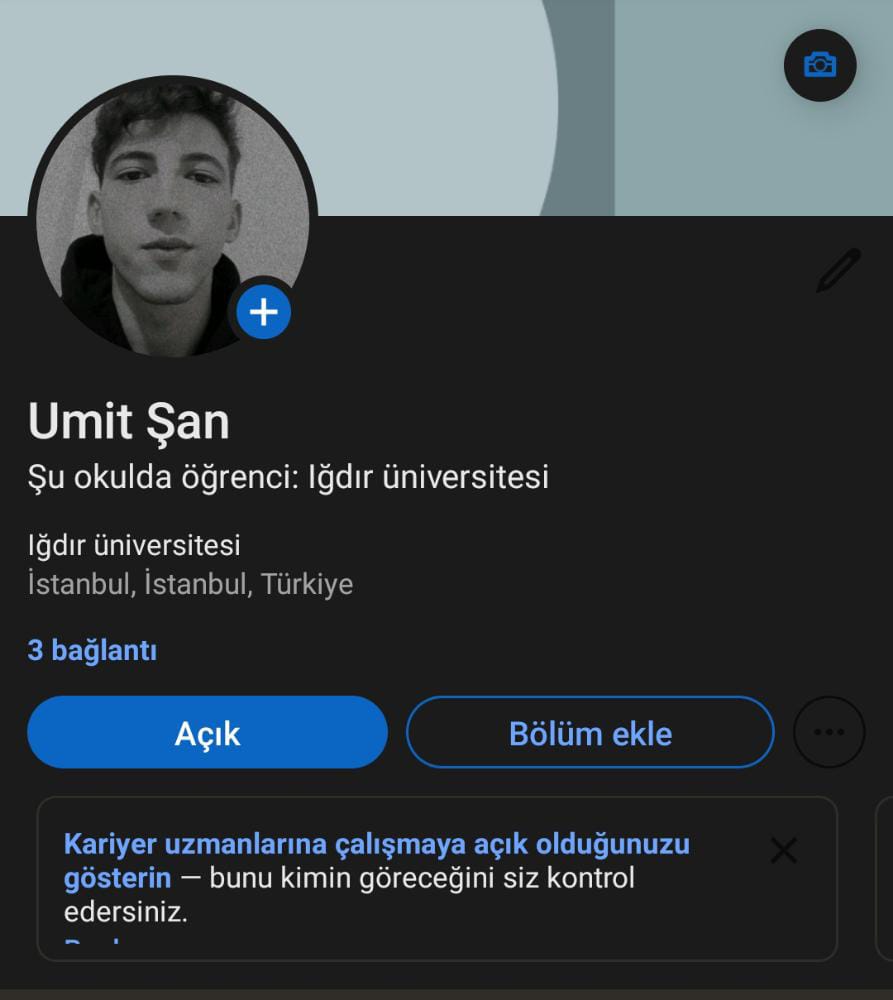 Umit Şan
Şu okulda öğrenci: Iğdır üniversitesi
Iğdır üniversitesi
İstanbul, İstanbul, Türkiye
3 bağlantı
Açık
Bölüm ekle
Kariyer uzmanlarına çalışmaya açık olduğunuzu
gösterin — bunu kimin göreceğini siz kontrol
edersiniz.